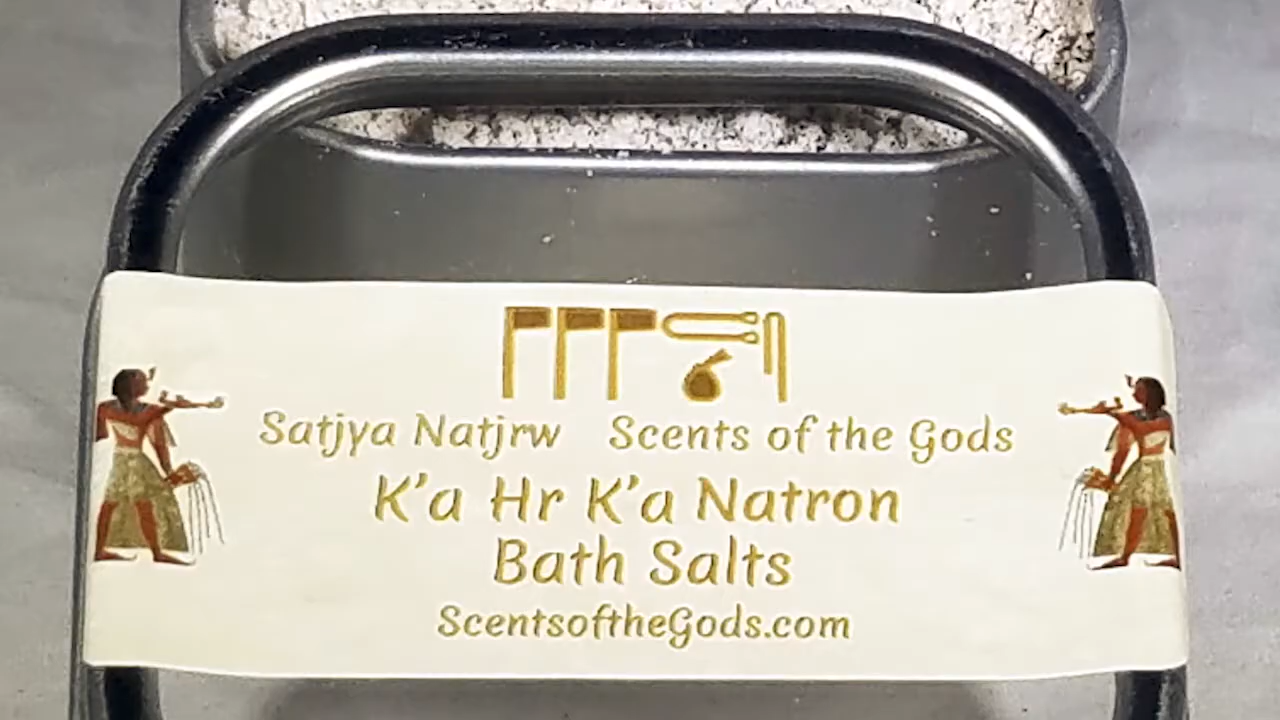 Satjya Natjrw Scents of the Gods
K'a Hr K'a Natron
Bath Salts
ScentsoftheGods.com